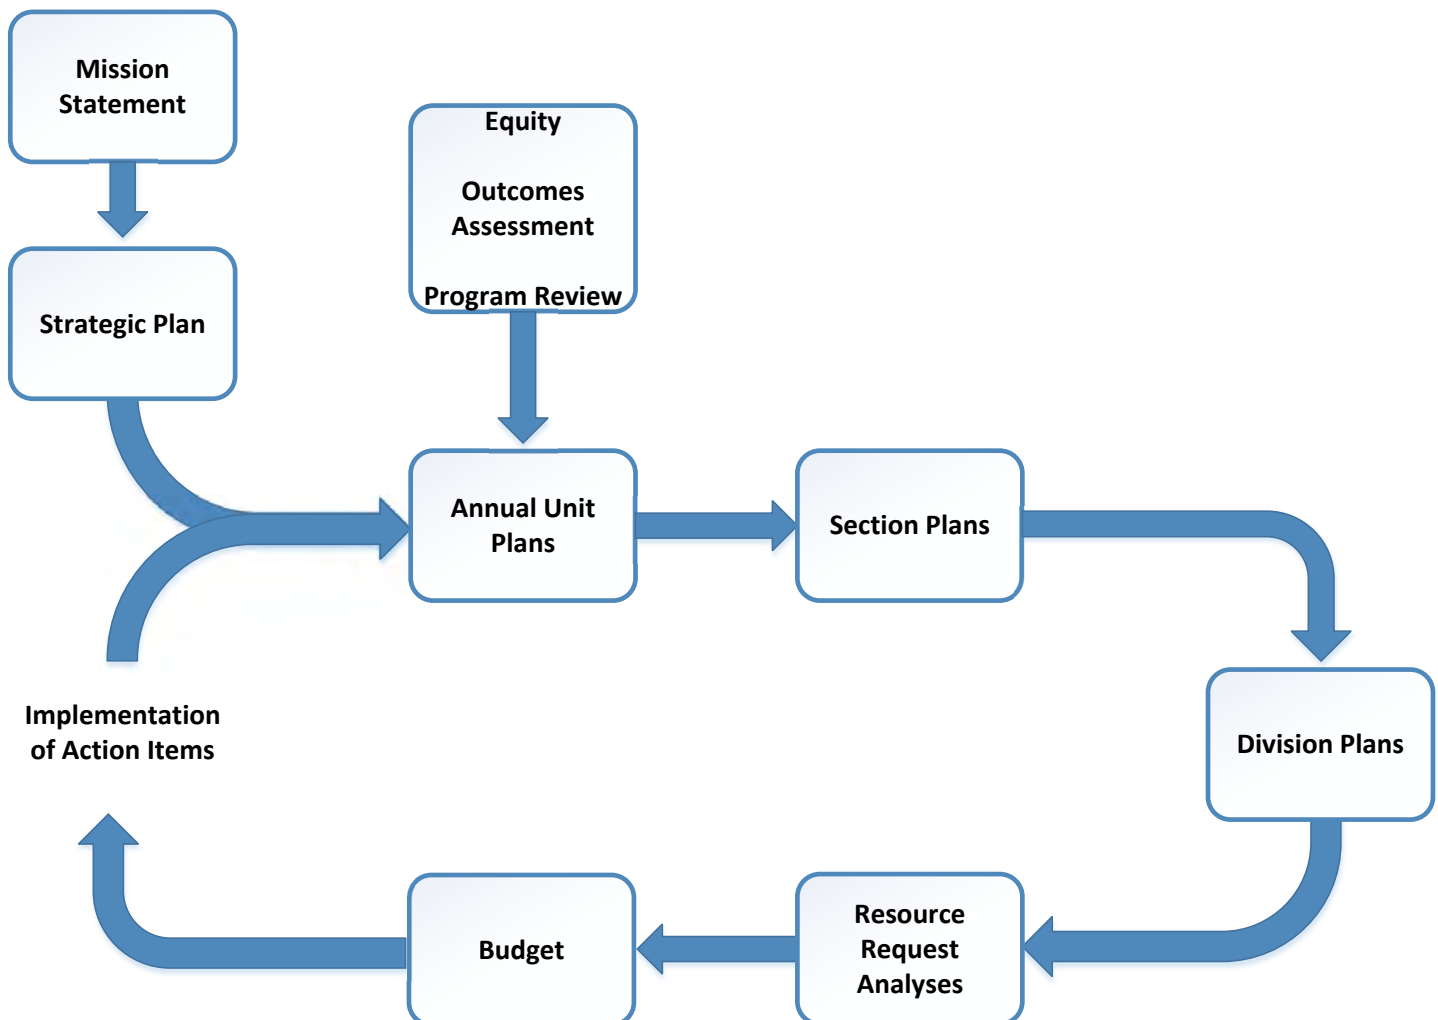 Mission
Statement
Equity
Outcomes
Assessment
Program Review
Strategic Plan
Annual Unit
Plans
Section Plans
Division Plans
Implementation
of Action Items
Budget
Resource
Request
Analyses